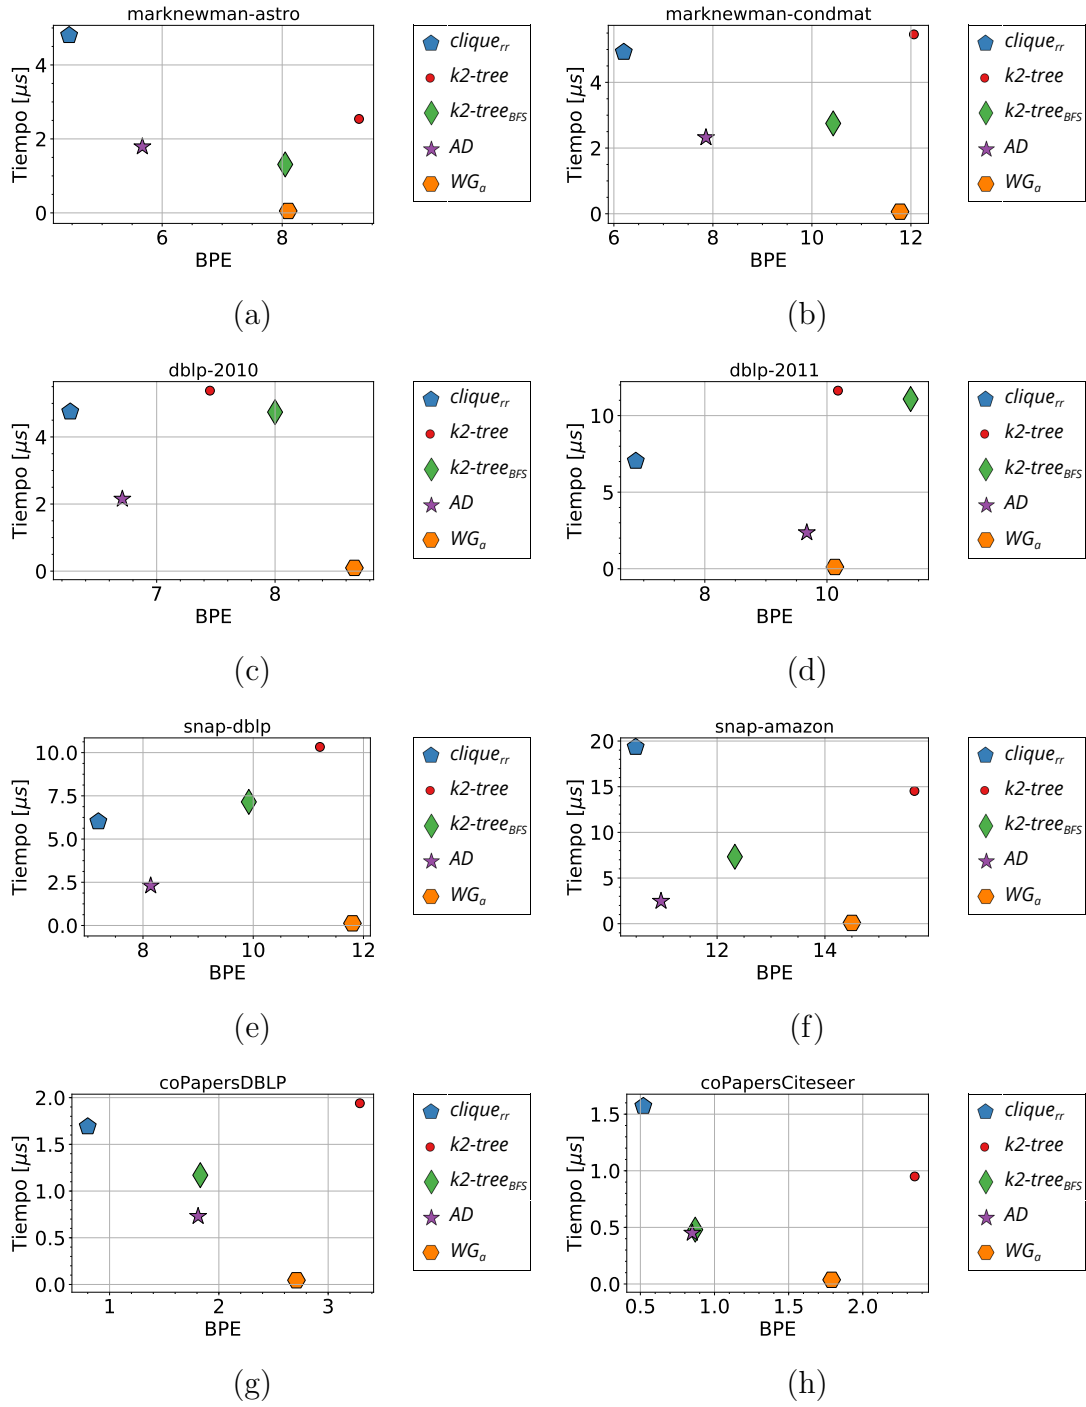 marknewman-astro
Tiempo [μs]
4
2
0
6 8
BPE
clique_rr
k2-tree
k2-tree_BFS
AD
WG_a
(a)
marknewman-condmat
Tiempo [μs]
4
2
0
6 8 10 12
BPE
clique_rr
k2-tree
k2-tree_BFS
AD
WG_a
(b)
dblp-2010
Tiempo [μs]
4
2
0
7 8
BPE
clique_rr
k2-tree
k2-tree_BFS
AD
WG_a
(c)
dblp-2011
Tiempo [μs]
10
5
0
8 10
BPE
clique_rr
k2-tree
k2-tree_BFS
AD
WG_a
(d)
snap-dblp
Tiempo [μs]
10.0
7.5
5.0
2.5
0.0
8 10 12
BPE
clique_rr
k2-tree
k2-tree_BFS
AD
WG_a
(e)
snap-amazon
Tiempo [μs]
20
15
10
5
0
12 14
BPE
clique_rr
k2-tree
k2-tree_BFS
AD
WG_a
(f)
coPapersDBLP
Tiempo [μs]
2.0
1.5
1.0
0.5
0.0
1 2 3
BPE
clique_rr
k2-tree
k2-tree_BFS
AD
WG_a
(g)
coPapersCiteseer
Tiempo [μs]
1.5
1.0
0.5
0.0
0.5 1.0 1.5 2.0
BPE
clique_rr
k2-tree
k2-tree_BFS
AD
WG_a
(h)